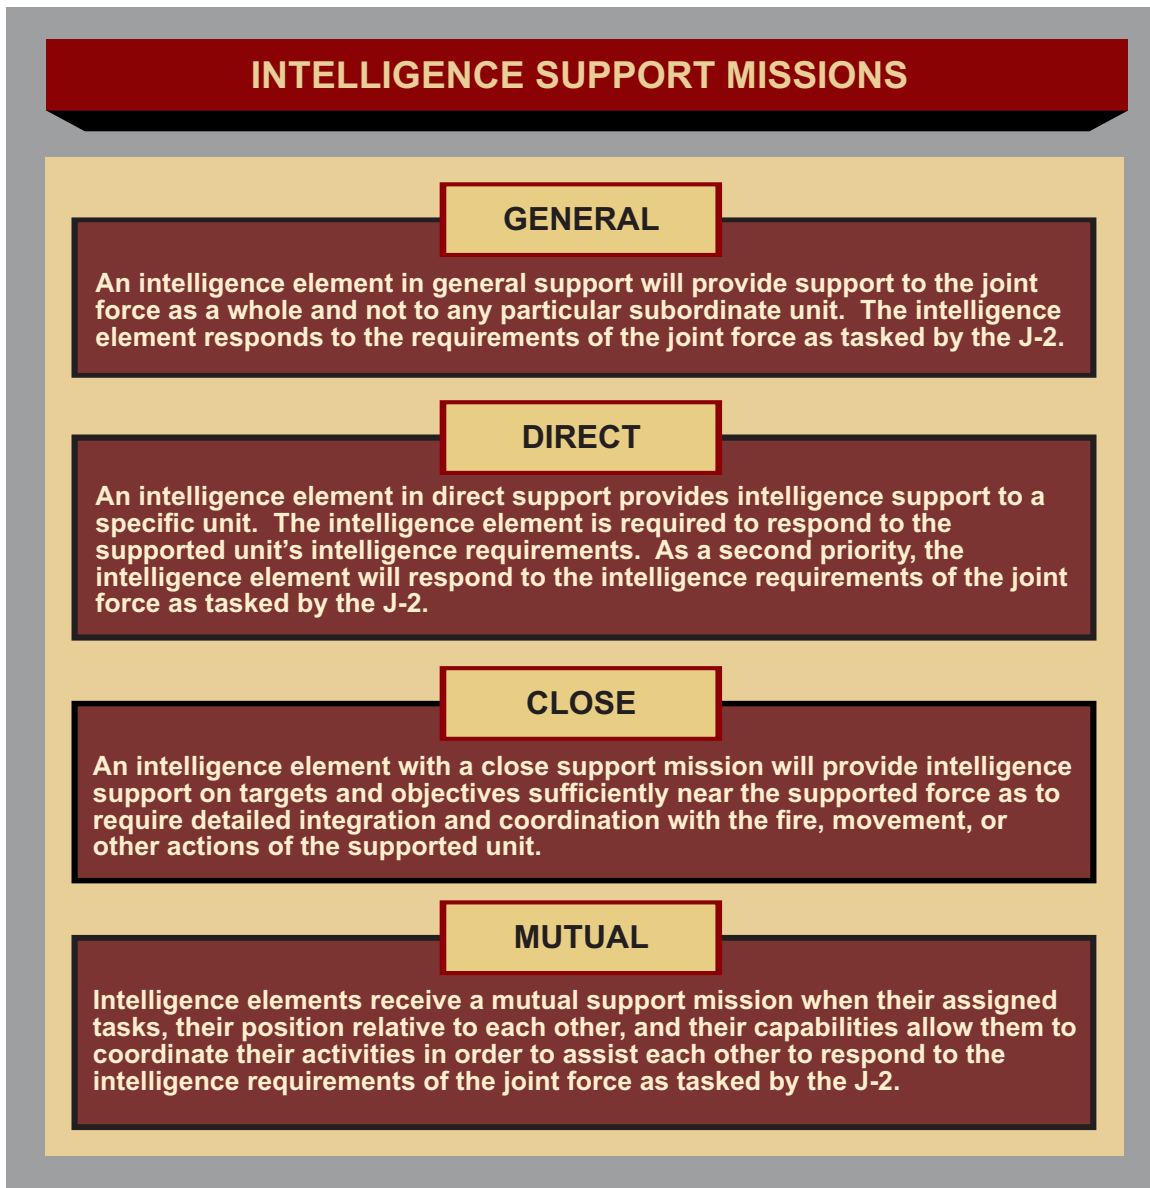 INTELLIGENCE SUPPORT MISSIONS
GENERAL
An intelligence element in general support will provide support to the joint
force as a whole and not to any particular subordinate unit.  The intelligence
element responds to the requirements of the joint force as tasked by the J-2.
DIRECT
An intelligence element in direct support provides intelligence support to a
specific unit.  The intelligence element is required to respond to the
supported unit's intelligence requirements.  As a second priority, the
intelligence element will respond to the intelligence requirements of the joint
force as tasked by the J-2.
CLOSE
An intelligence element with a close support mission will provide intelligence
support on targets and objectives sufficiently near the supported force as to
require detailed integration and coordination with the fire, movement, or
other actions of the supported unit.
MUTUAL
Intelligence elements receive a mutual support mission when their assigned
tasks, their position relative to each other, and their capabilities allow them to
coordinate their activities in order to assist each other to respond to the
intelligence requirements of the joint force as tasked by the J-2.